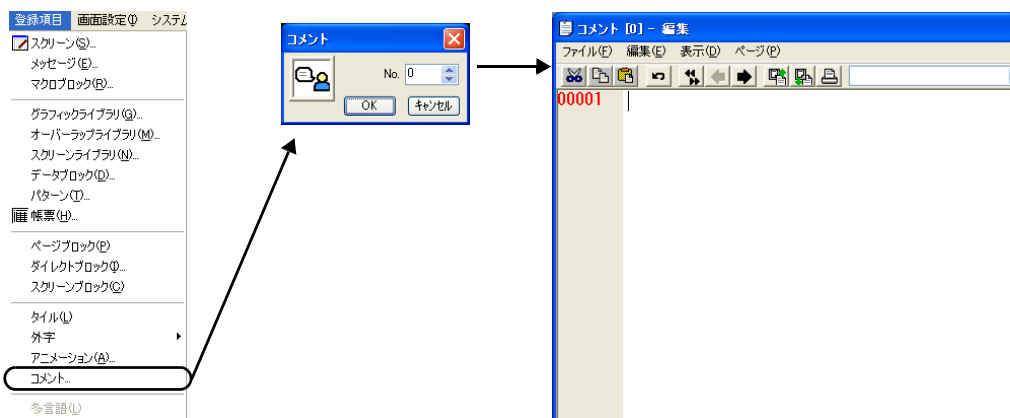 登録項目 画面設定(I) システム
スクリーン(S)...
メッセージ(E)...
マクロブロック(R)...
グラフィックライブラリ(G)...
オーバーラップライブラリ(M)...
スクリーンライブラリ(N)...
データブロック(D)...
パターン(T)...
帳票(H)...
ページブロック(P)
ダイレクトブロック(I)...
スクリーンブロック(C)
タイル(L)
外字
アニメーション(A)...
コメント...
多言語(L)
コメント
No. 0
OK キャンセル
コメント [0] - 編集
ファイル(F) 編集(E) 表示(D) ページ(P)
00001